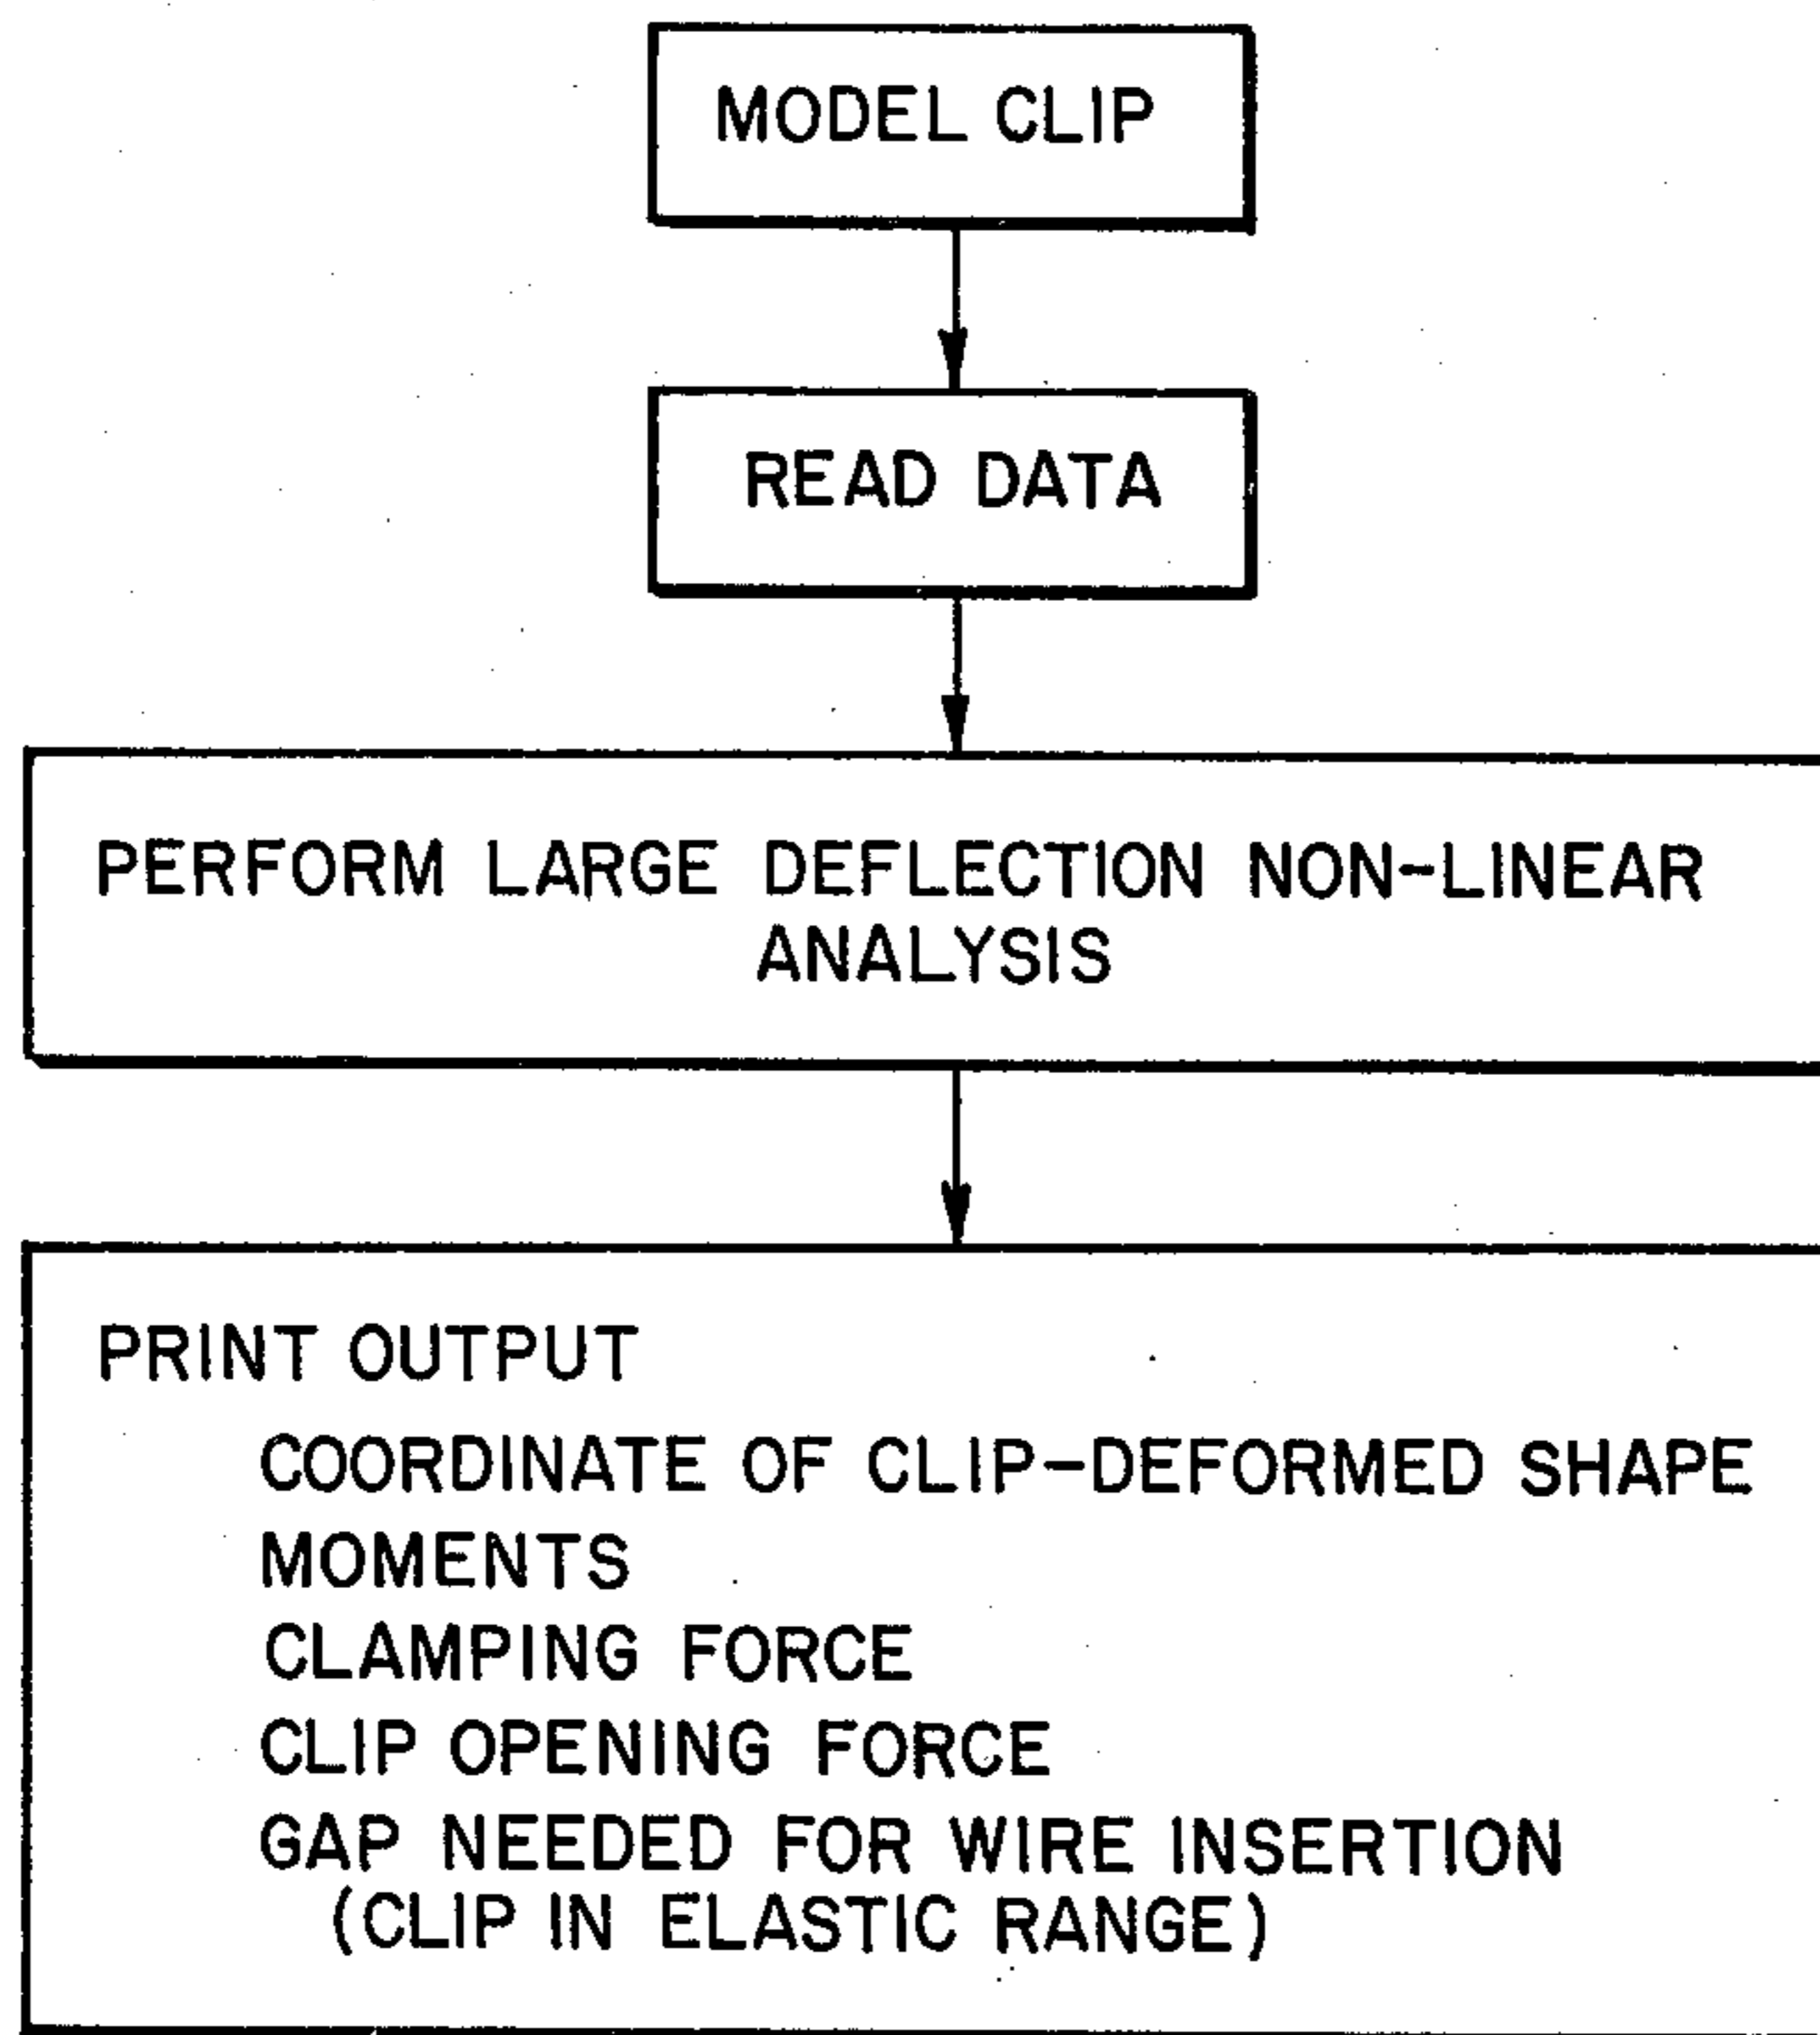 MODEL CLIP
READ DATA
PERFORM LARGE DEFLECTION NON-LINEAR
ANALYSIS
PRINT OUTPUT
COORDINATE OF CLIP-DEFORMED SHAPE
MOMENTS
CLAMPING FORCE
CLIP OPENING FORCE
GAP NEEDED FOR WIRE INSERTION
(CLIP IN ELASTIC RANGE)